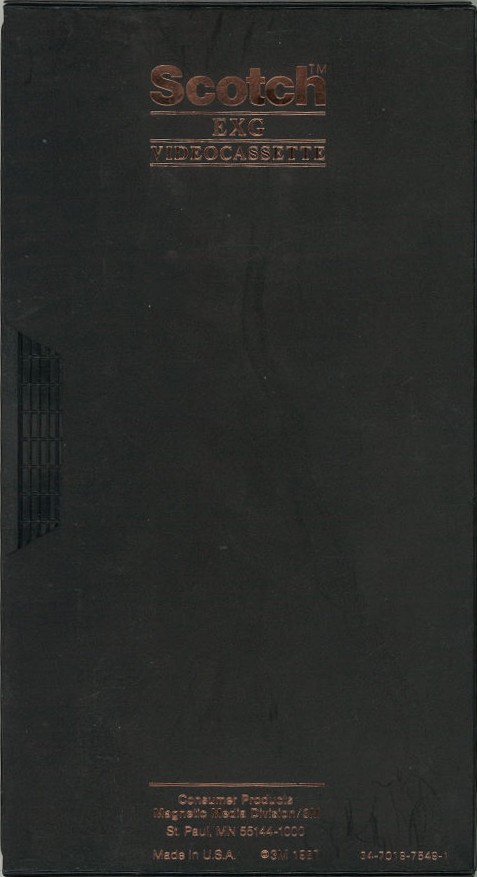 Scotch™
EXG
VIDEOCASSETTE
Consumer Products
Magnetic Media Division/3M
St. Paul, MN 55144-1000
Made in U.S.A. ©3M 1987 34-7019-7549-1